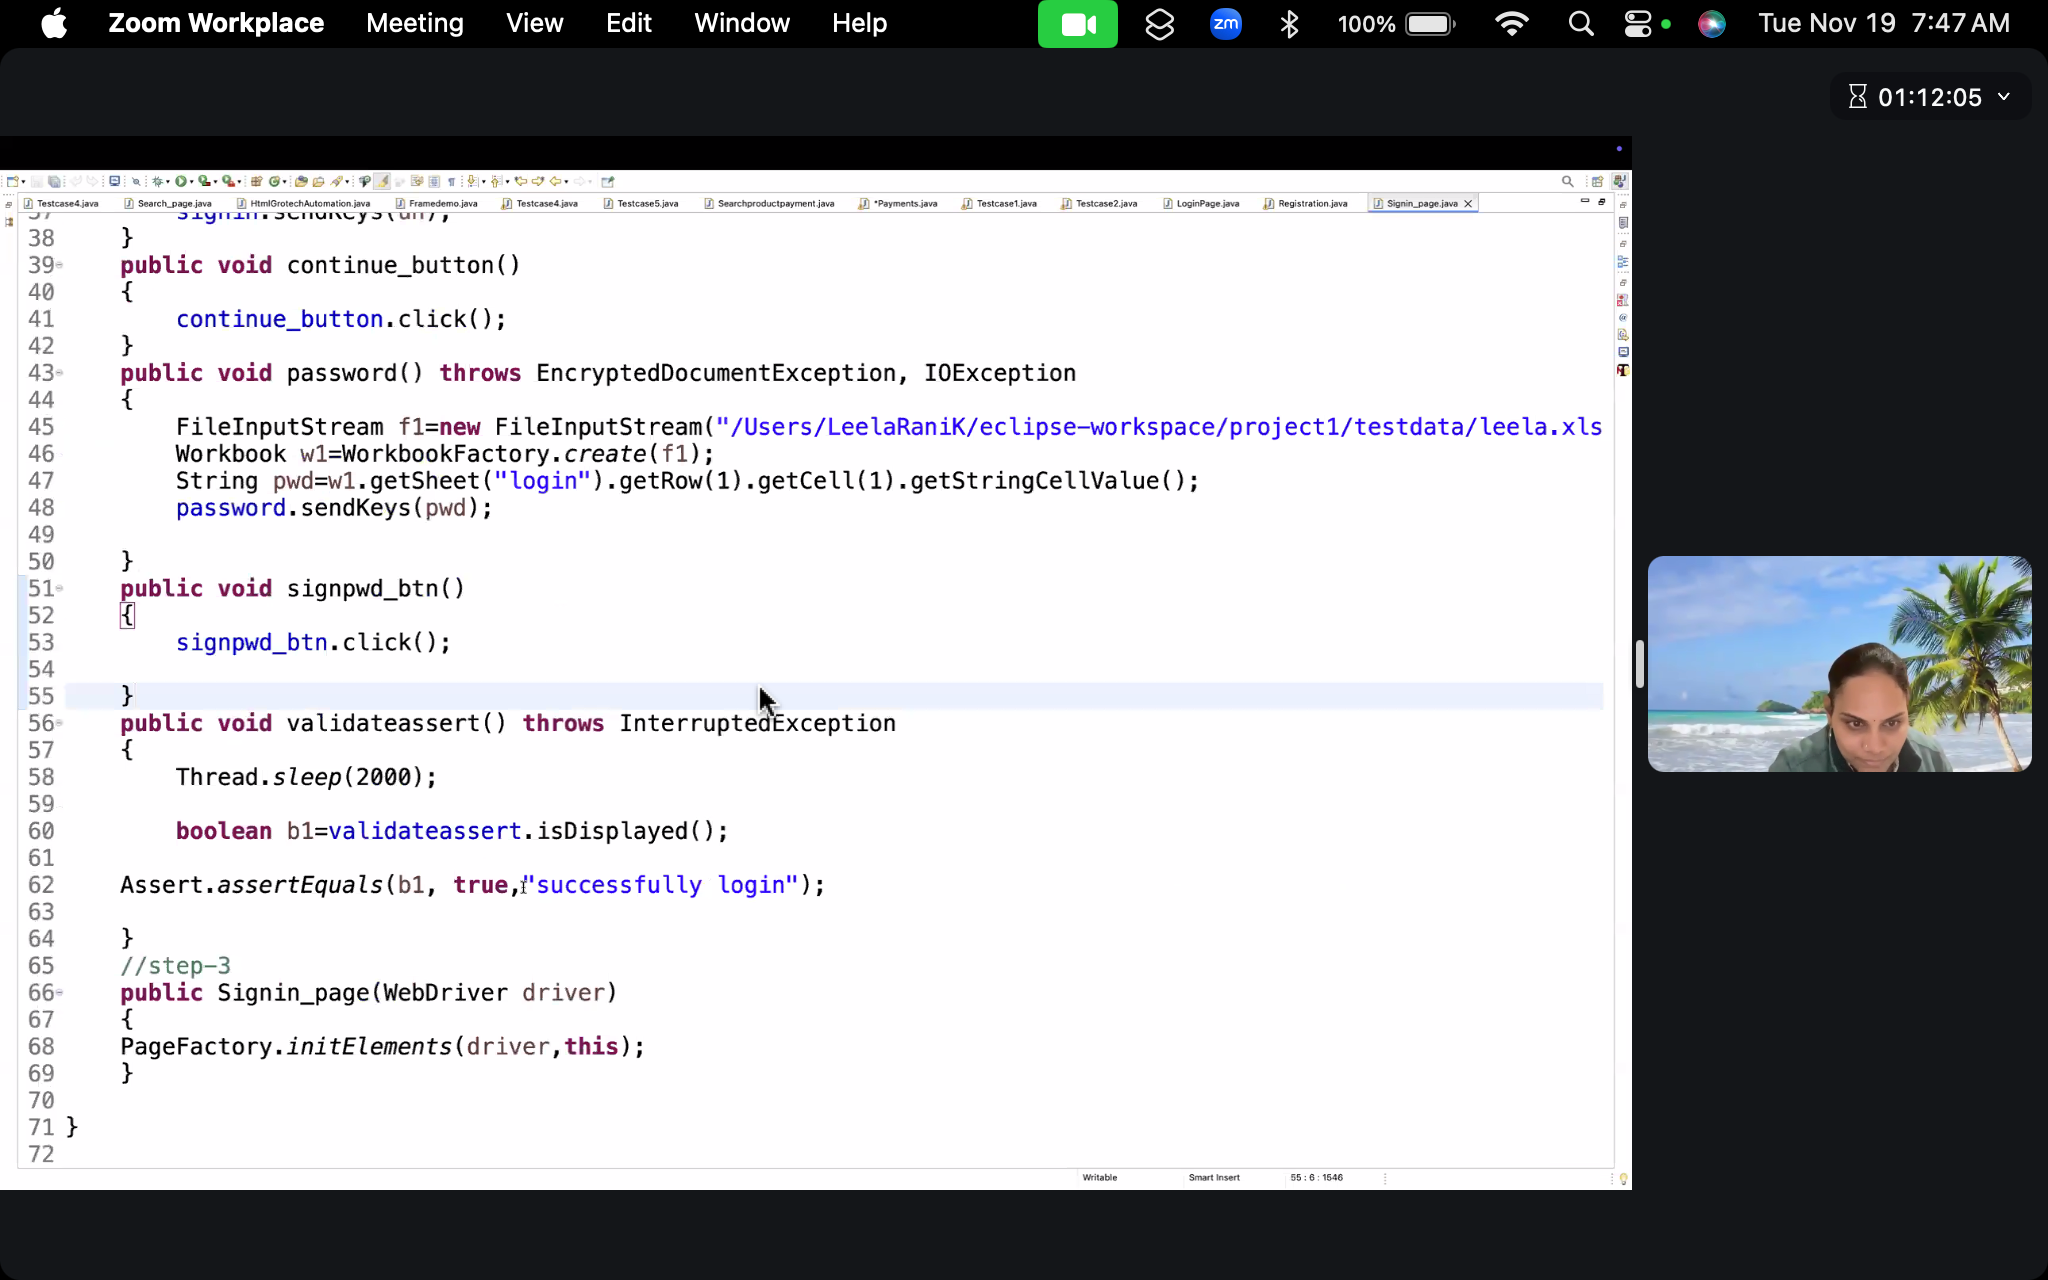 Zoom Workplace Meeting View Edit Window Help zm 100% Tue Nov 19 7:47 AM
01:12:05
Testcase4.java Search_page.java HtmlGrotechAutomation.java Framedemo.java Testcase4.java Testcase5.java Searchproductpayment.java *Payments.java Testcase1.java Testcase2.java LoginPage.java Registration.java Signin_page.java
37 signin.sendKeys(un);
38 }
39 public void continue_button()
40 {
41 continue_button.click();
42 }
43 public void password() throws EncryptedDocumentException, IOException
44 {
45 FileInputStream f1=new FileInputStream("/Users/LeelaRaniK/eclipse-workspace/project1/testdata/leela.xls
46 Workbook w1=WorkbookFactory.create(f1);
47 String pwd=w1.getSheet("login").getRow(1).getCell(1).getStringCellValue();
48 password.sendKeys(pwd);
49
50 }
51 public void signpwd_btn()
52 {
53 signpwd_btn.click();
54
55 }
56 public void validateassert() throws InterruptedException
57 {
58 Thread.sleep(2000);
59
60 boolean b1=validateassert.isDisplayed();
61
62 Assert.assertEquals(b1, true,"successfully login");
63
64 }
65 //step-3
66 public Signin_page(WebDriver driver)
67 {
68 PageFactory.initElements(driver,this);
69 }
70
71 }
72
Writable Smart Insert 55 : 6 : 1546